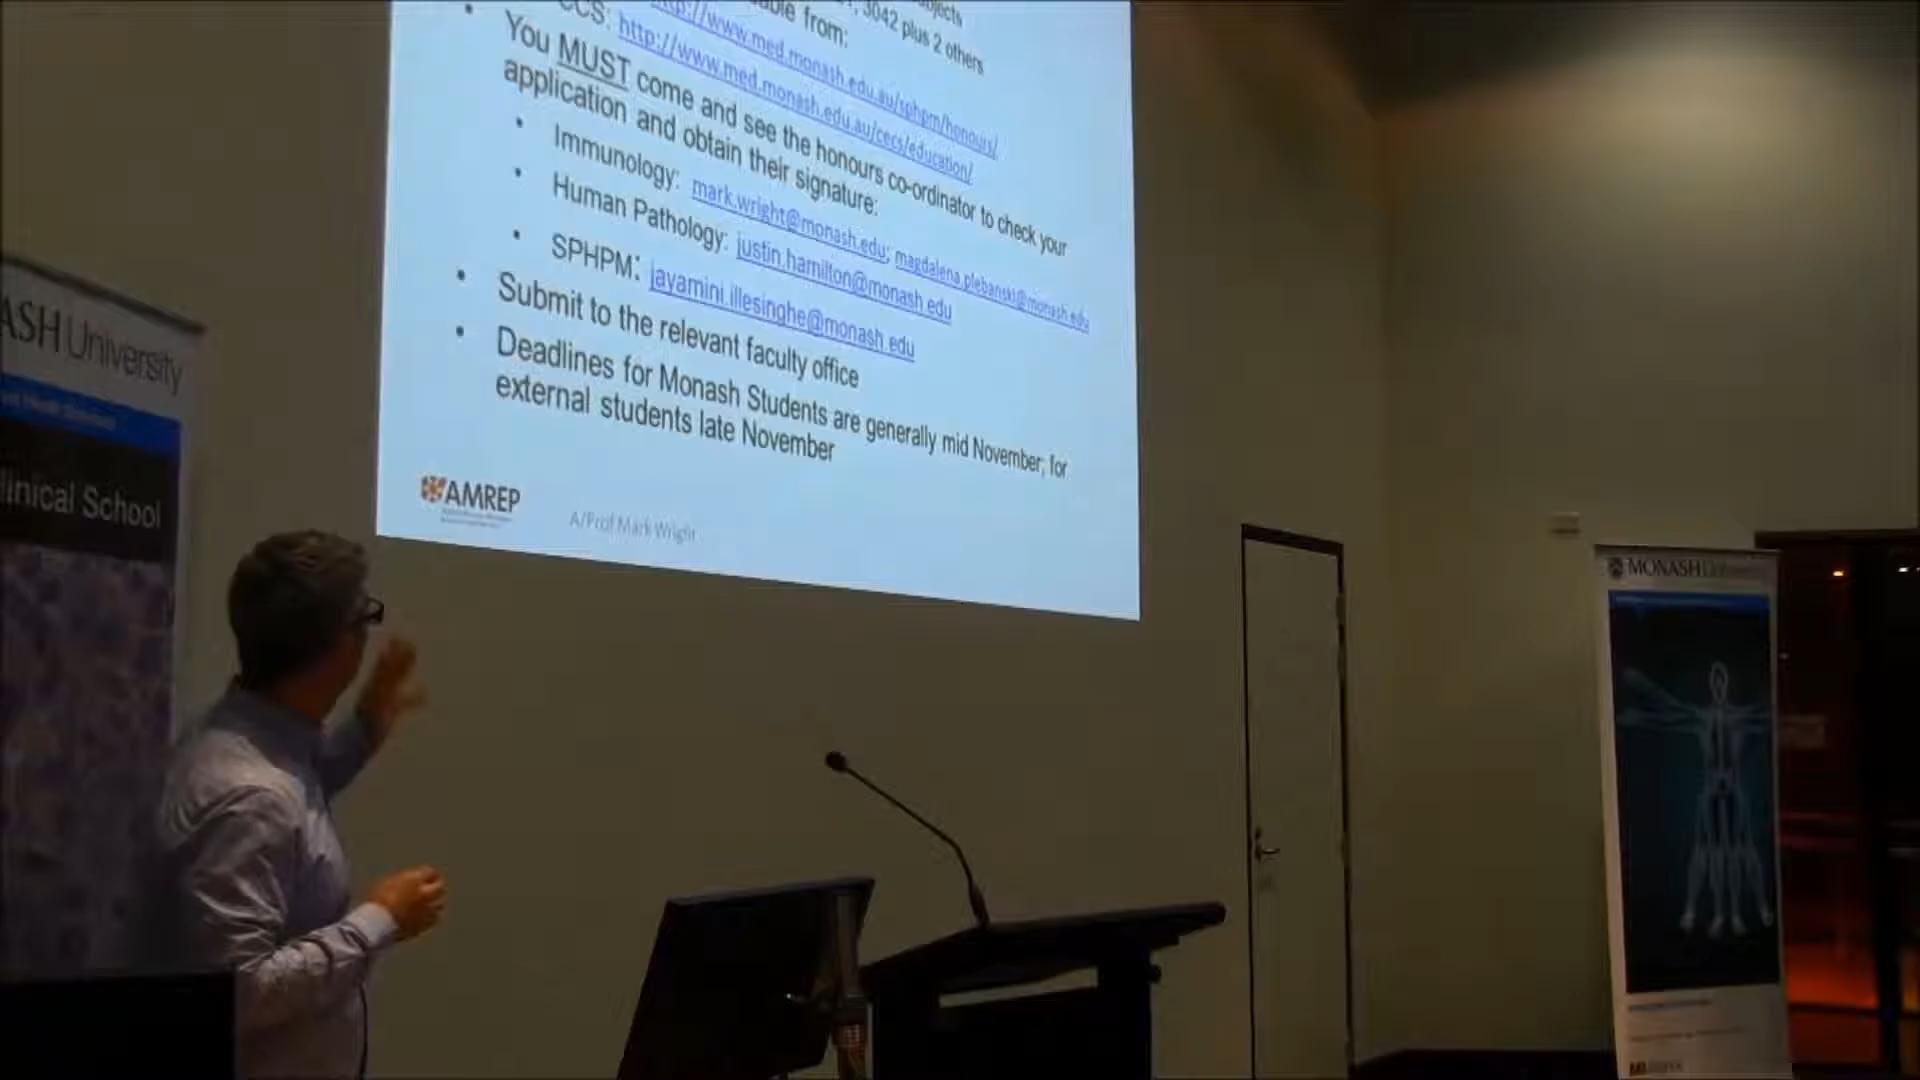 3042 plus 2 others
able from:
http://www.med.monash.edu.au/sphpm/honours/
CCS: http://www.med.monash.edu.au/cecs/education/
• You MUST come and see the honours co-ordinator to check your
application and obtain their signature:
• Immunology: mark.wright@monash.edu; magdalena.plebanski@monash.edu
• Human Pathology: justin.hamilton@monash.edu
• SPHPM: jayamini.illesinghe@monash.edu
• Submit to the relevant faculty office
• Deadlines for Monash Students are generally mid November; for
external students late November
AMREP
A/Prof Mark Wright
ASH University
linical School
MONASH University